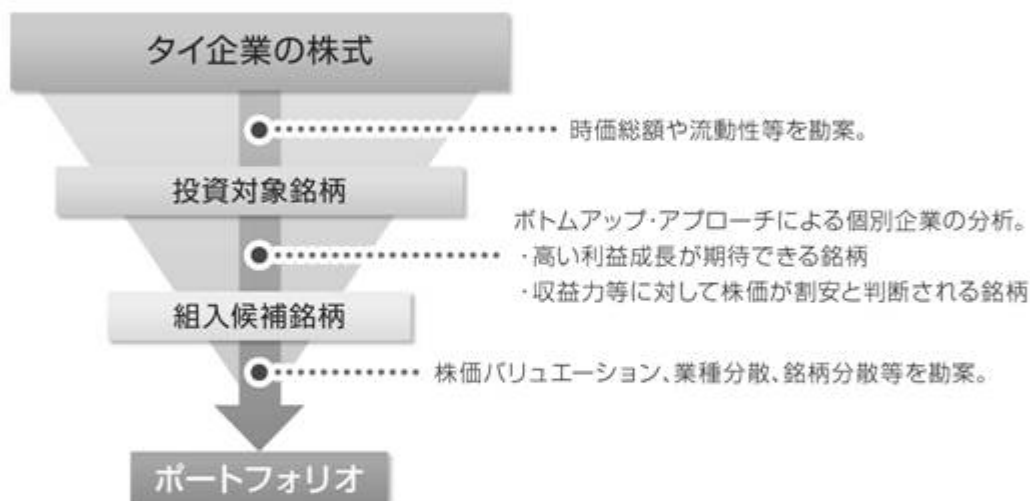 タイ企業の株式
時価総額や流動性等を勘案。
投資対象銘柄
ボトムアップ・アプローチによる個別企業の分析。
・高い利益成長が期待できる銘柄
・収益力等に対して株価が割安と判断される銘柄
組入候補銘柄
株価バリュエーション、業種分散、銘柄分散等を勘案。
ポートフォリオ